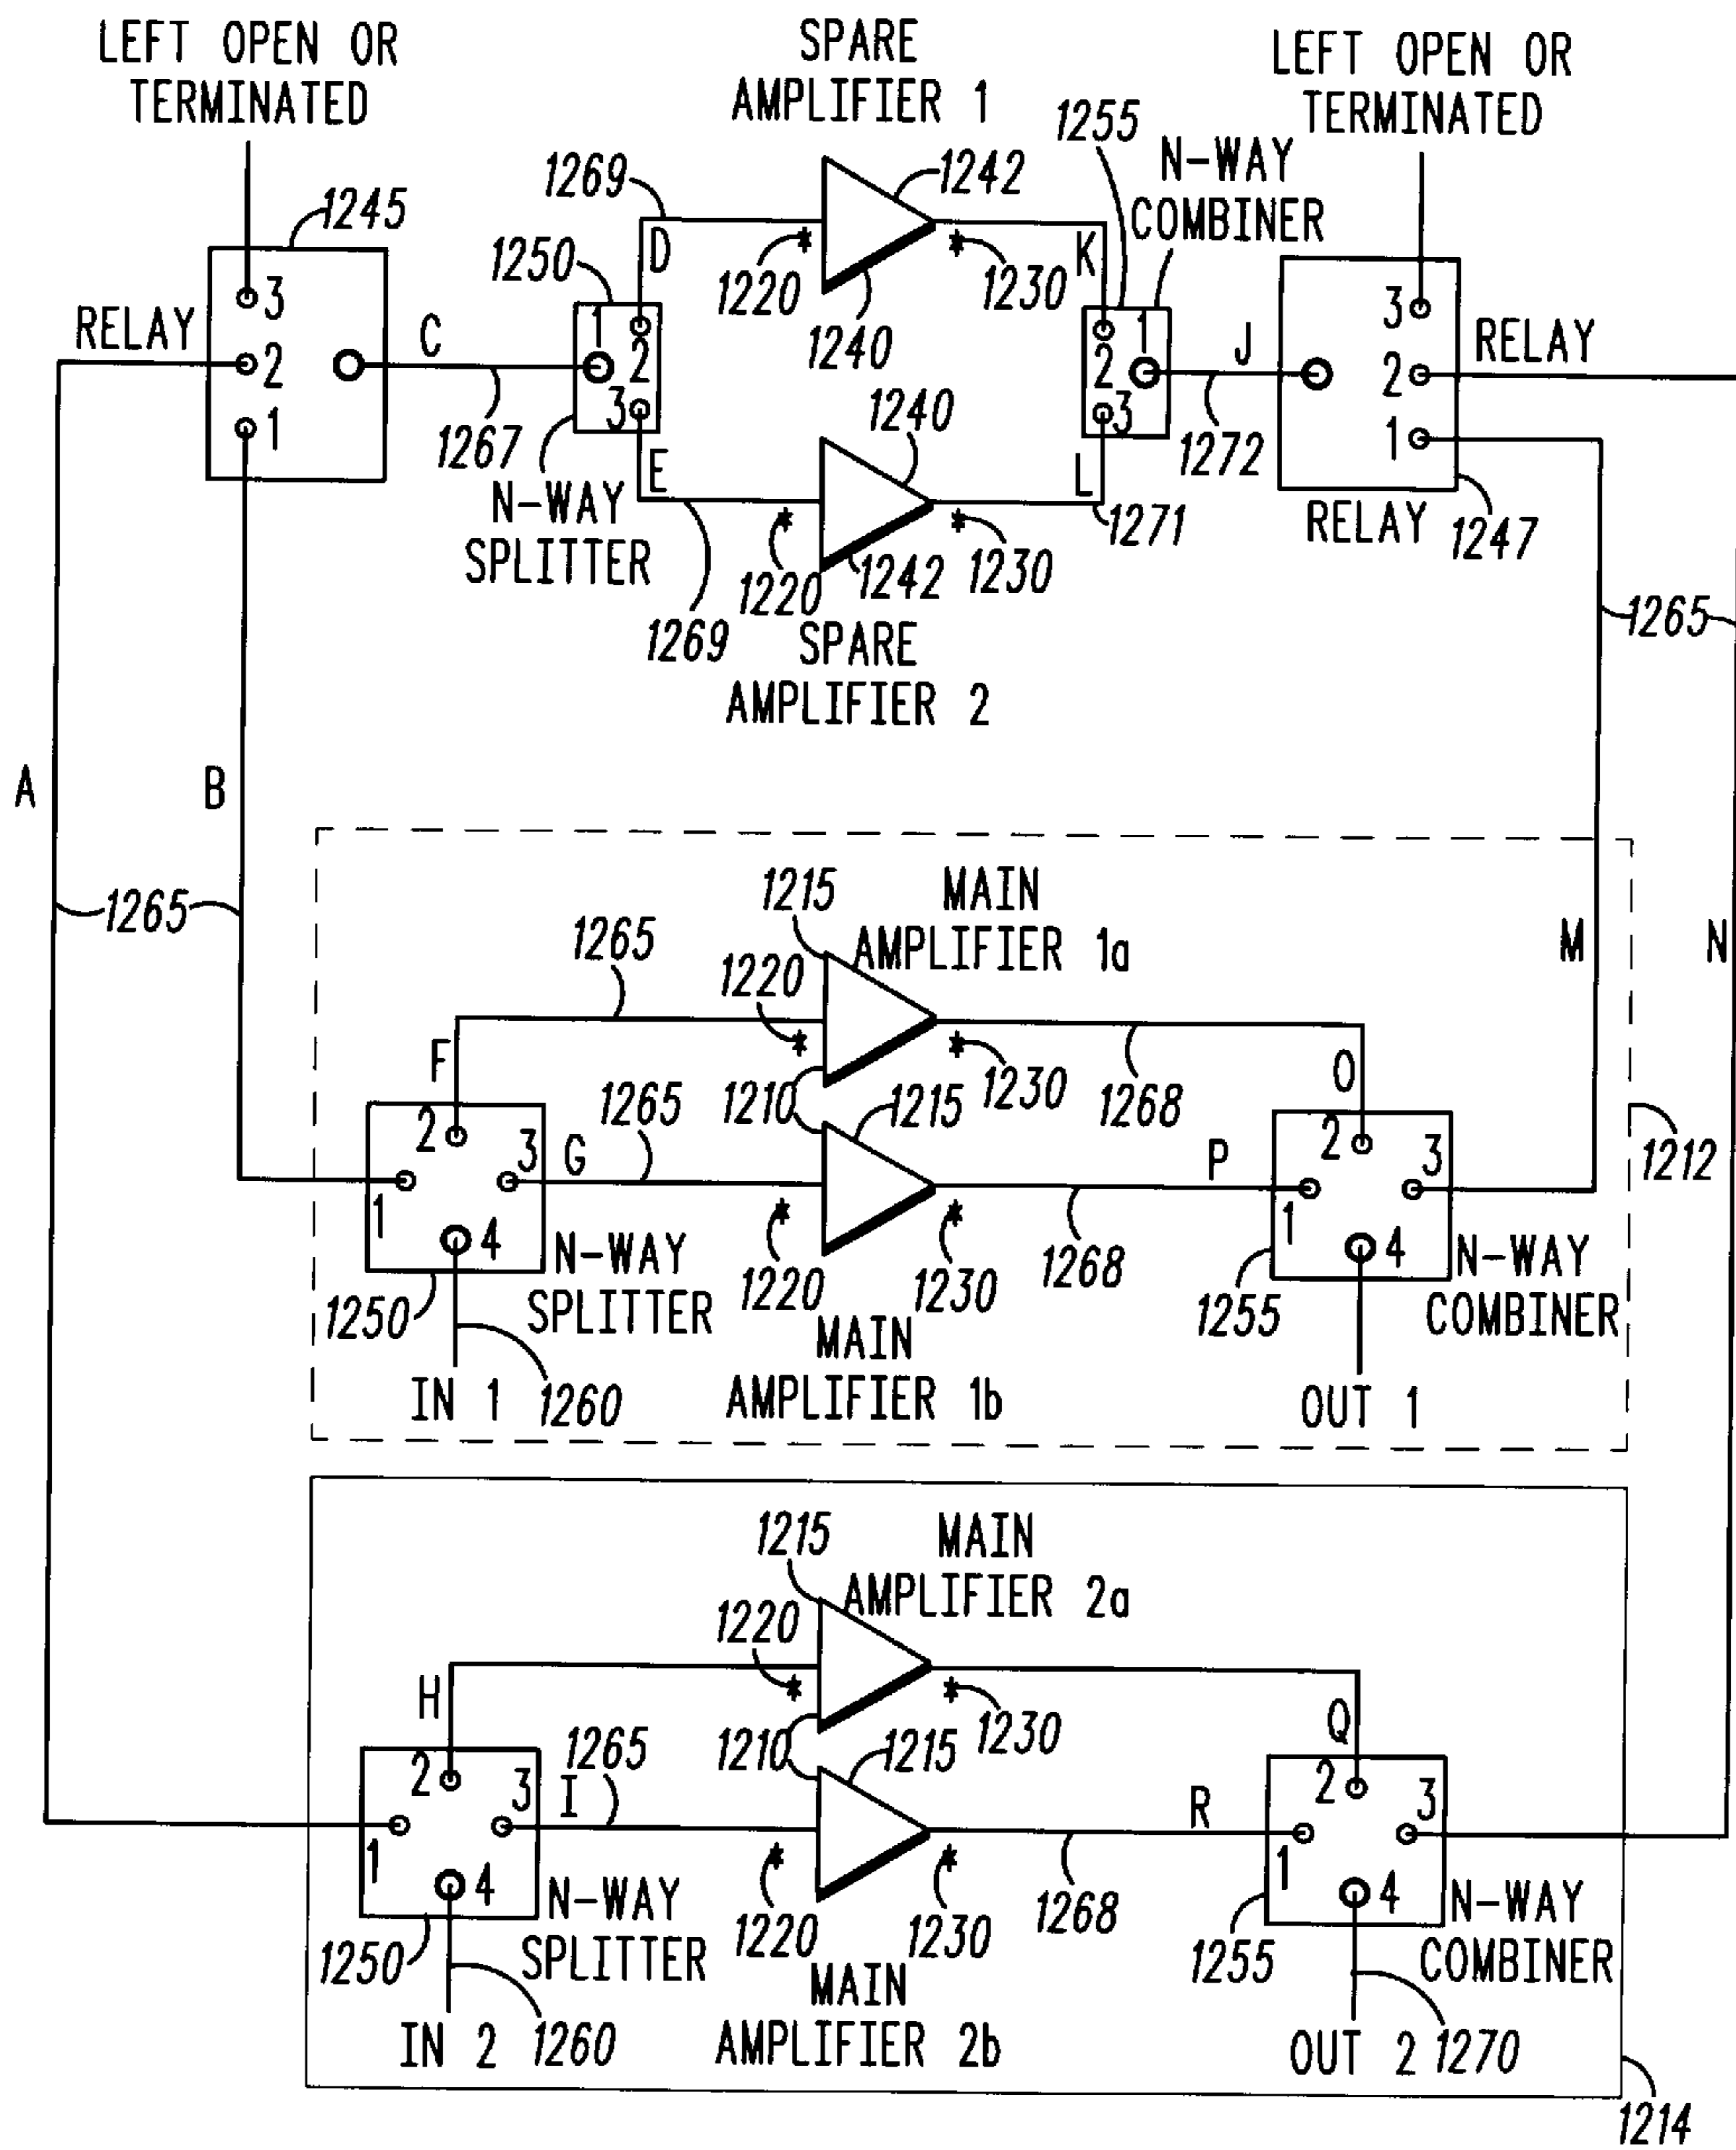 LEFT OPEN OR
TERMINATED
SPARE
AMPLIFIER 1
LEFT OPEN OR
TERMINATED
1245
1269
1242
1255
N-WAY
COMBINER
3
RELAY
2
1
C
1267
1250
D
1
2
3
E
N-WAY
SPLITTER
* 1220
1240
* 1230
K
1
2
3
L
J
1272
3
2
1
RELAY
RELAY
1247
1240
* 1220
1242
* 1230
1271
1269
SPARE
AMPLIFIER 2
1265
A
B
1265
M
N
1215
MAIN
AMPLIFIER 1a
1265
1220
*
* 1230
1268
F
O
1210
1215
1265
G
P
1212
2
3
1
4
N-WAY
SPLITTER
1250
* 1220
* 1230
1268
2
3
1
4
N-WAY
COMBINER
1255
MAIN
AMPLIFIER 1b
IN 1
1260
OUT 1
1215
MAIN
AMPLIFIER 2a
1220
*
* 1230
H
Q
1210
1215
1265
I
R
2
3
1
4
N-WAY
SPLITTER
1250
* 1220
* 1230
1268
2
3
1
4
N-WAY
COMBINER
1255
MAIN
AMPLIFIER 2b
IN 2
1260
OUT 2
1270
1214